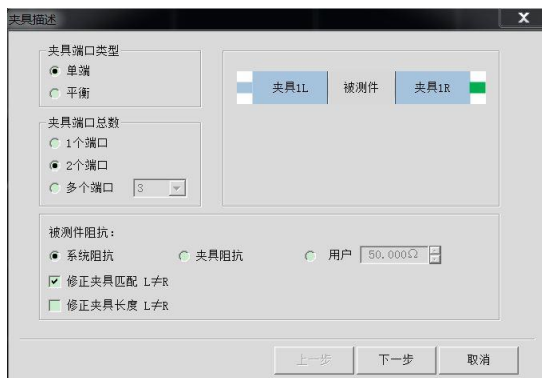 夹具描述
X
夹具端口类型
单端
平衡
夹具1L 被测件 夹具1R
夹具端口总数
1个端口
2个端口
多个端口 3
被测件阻抗:
系统阻抗 夹具阻抗 用户 50.000Ω
修正夹具匹配 L≠R
修正夹具长度 L≠R
上一步 下一步 取消